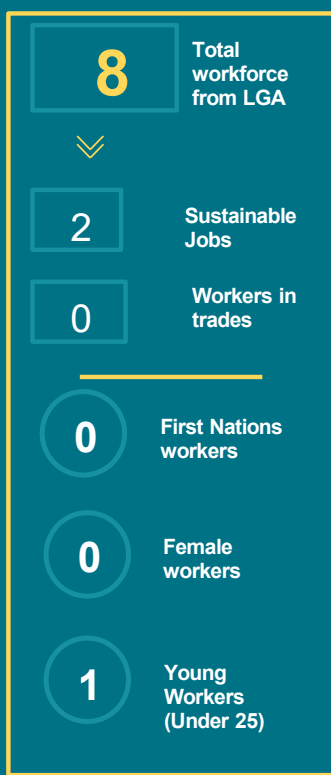 8
Total
workforce
from LGA
2
Sustainable
Jobs
0
Workers in
trades
0
First Nations
workers
0
Female
workers
1
Young
Workers
(Under 25)